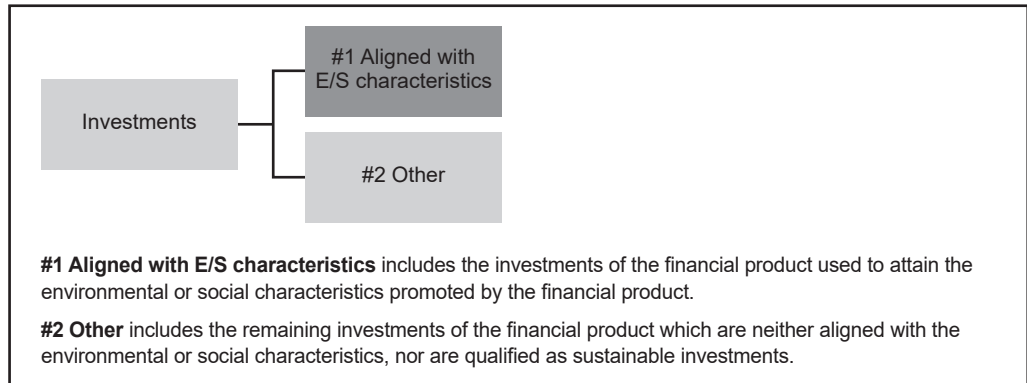 #1 Aligned with
E/S characteristics
Investments
#2 Other
#1 Aligned with E/S characteristics includes the investments of the financial product used to attain the
environmental or social characteristics promoted by the financial product.
#2 Other includes the remaining investments of the financial product which are neither aligned with the
environmental or social characteristics, nor are qualified as sustainable investments.